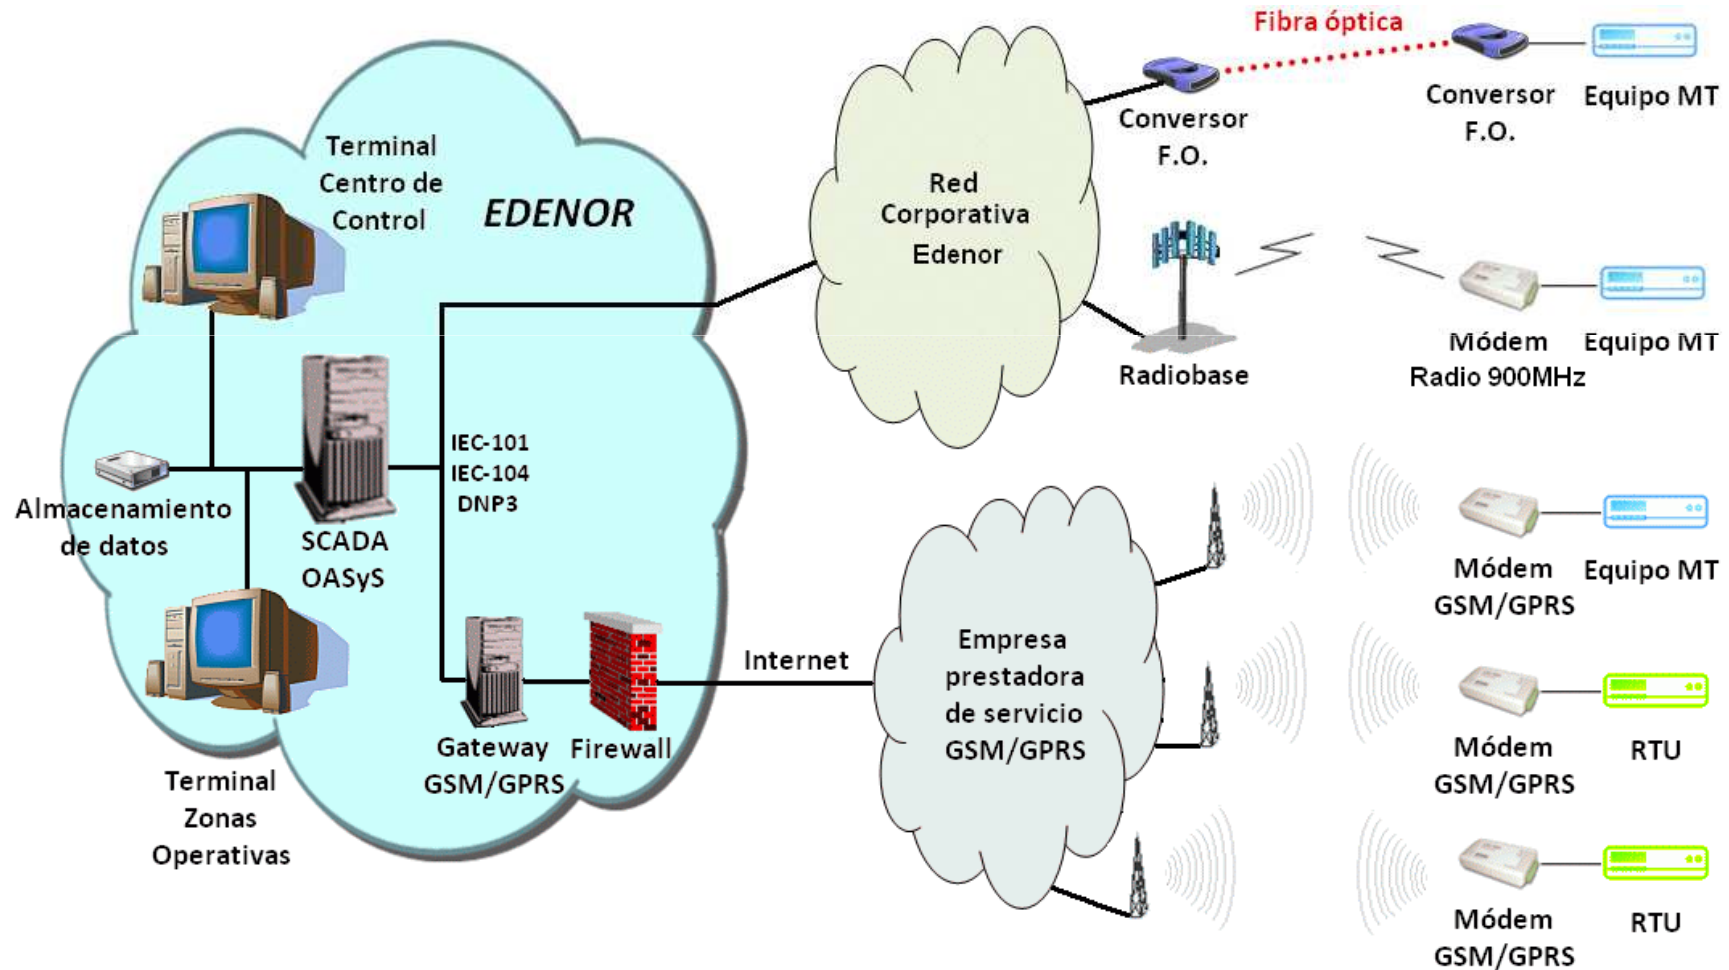 Fibra óptica
Conversor
F.O.
Conversor
F.O.
Equipo MT
Terminal
Centro de
Control
EDENOR
Red
Corporativa
Edenor
Radiobase
Módem
Radio 900MHz
Equipo MT
IEC-101
IEC-104
DNP3
Almacenamiento
de datos
SCADA
OASyS
Módem
GSM/GPRS
Equipo MT
Internet
Empresa
prestadora
de servicio
GSM/GPRS
Gateway
GSM/GPRS
Firewall
Módem
GSM/GPRS
RTU
Terminal
Zonas
Operativas
Módem
GSM/GPRS
RTU